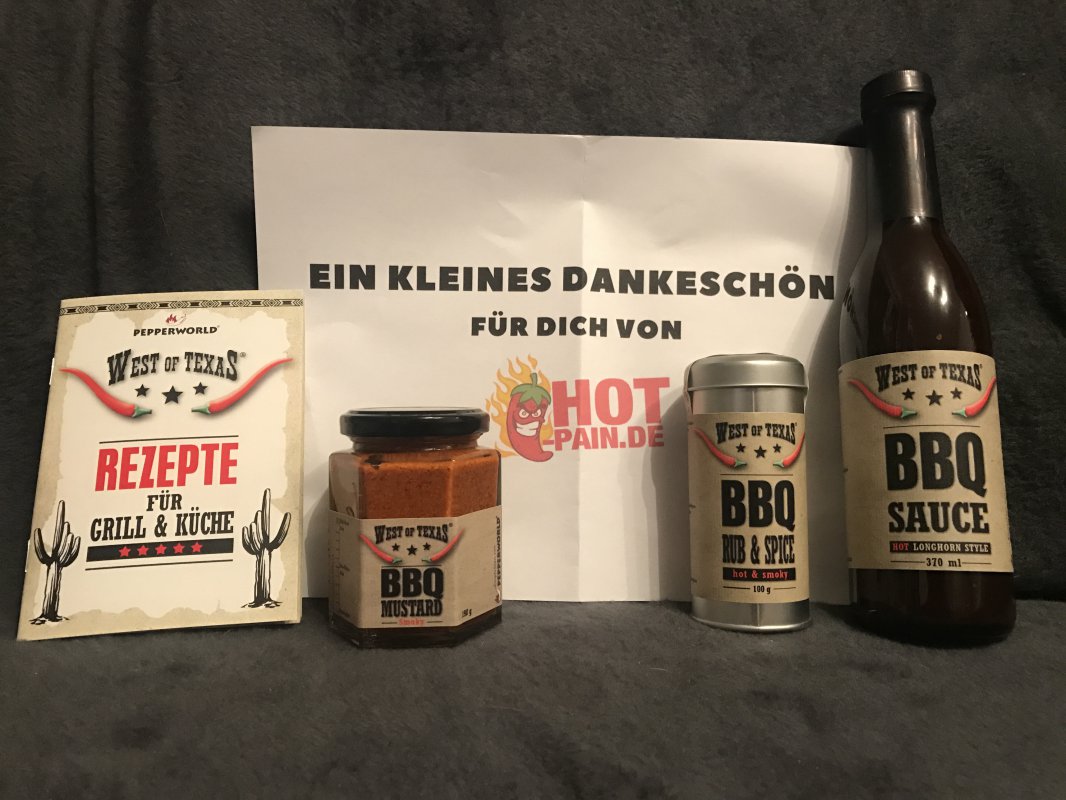 EIN KLEINES DANKESCHÖN
FÜR DICH VON
HOT
-PAIN.DE
PEPPERWORLD®
WEST OF TEXAS®
REZEPTE
FÜR
GRILL & KÜCHE
WEST OF TEXAS®
BBQ
MUSTARD
Smoky
190 g
PEPPERWORLD
WEST OF TEXAS®
BBQ
RUB & SPICE
hot & smoky
100 g
WEST OF TEXAS®
BBQ
SAUCE
HOT LONGHORN STYLE
370 ml